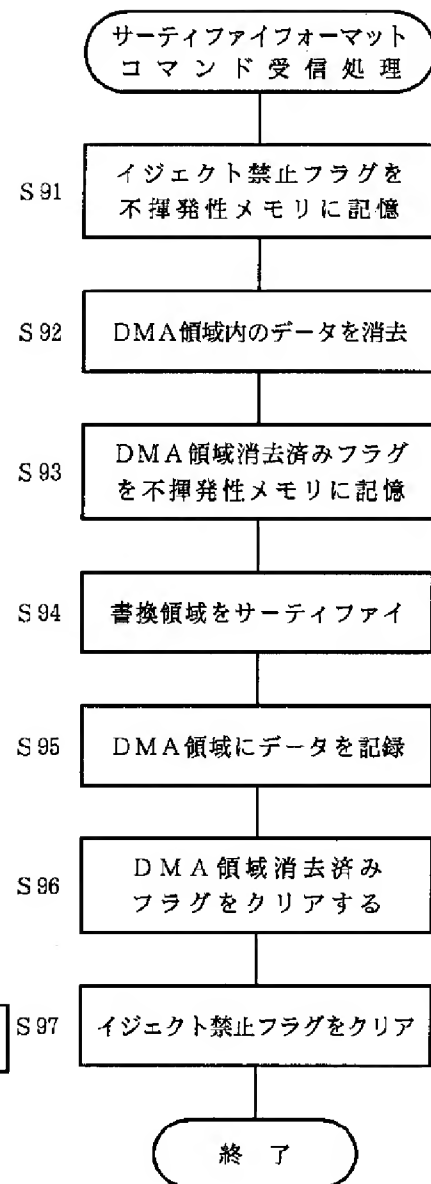 サーティファイフォーマット
コマンド受信処理
S91
イジェクト禁止フラグを
不揮発性メモリに記憶
S92
DMA領域内のデータを消去
S93
DMA領域消去済みフラグ
を不揮発性メモリに記憶
S94
書換領域をサーティファイ
S95
DMA領域にデータを記録
S96
DMA領域消去済み
フラグをクリアする
S97
イジェクト禁止フラグをクリア
終了